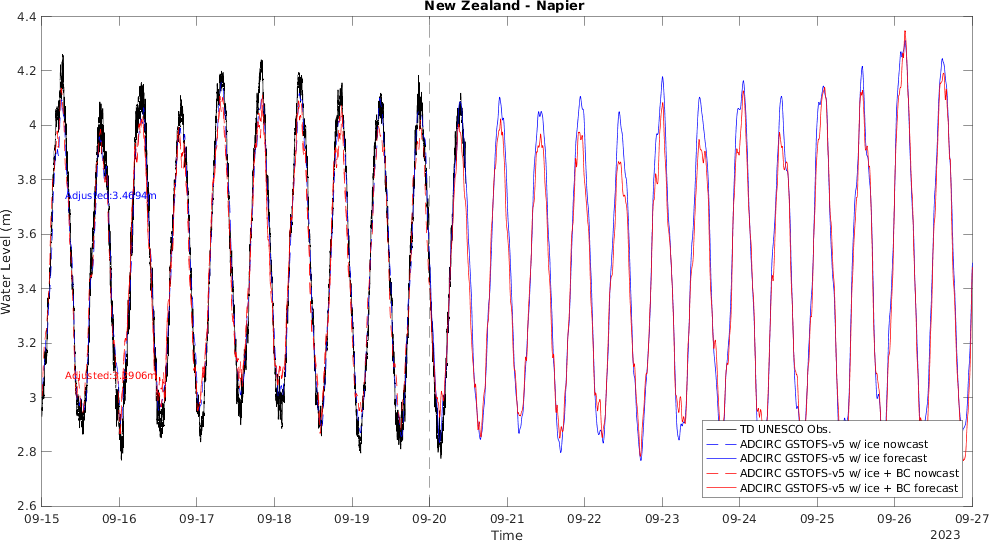 New Zealand - Napier
4.4
4.2
4
3.8
3.6
3.4
3.2
3
2.8
2.6
Water Level (m)
Adjusted:3.4694m
TD UNESCO Obs.
ADCIRC GSTOFS-v5 w/ ice nowcast
ADCIRC GSTOFS-v5 w/ ice forecast
ADCIRC GSTOFS-v5 w/ ice + BC nowcast
ADCIRC GSTOFS-v5 w/ ice + BC forecast
09-15 09-16 09-17 09-18 09-19 09-20 09-21 09-22 09-23 09-24 09-25 09-26 09-27
Time
2023